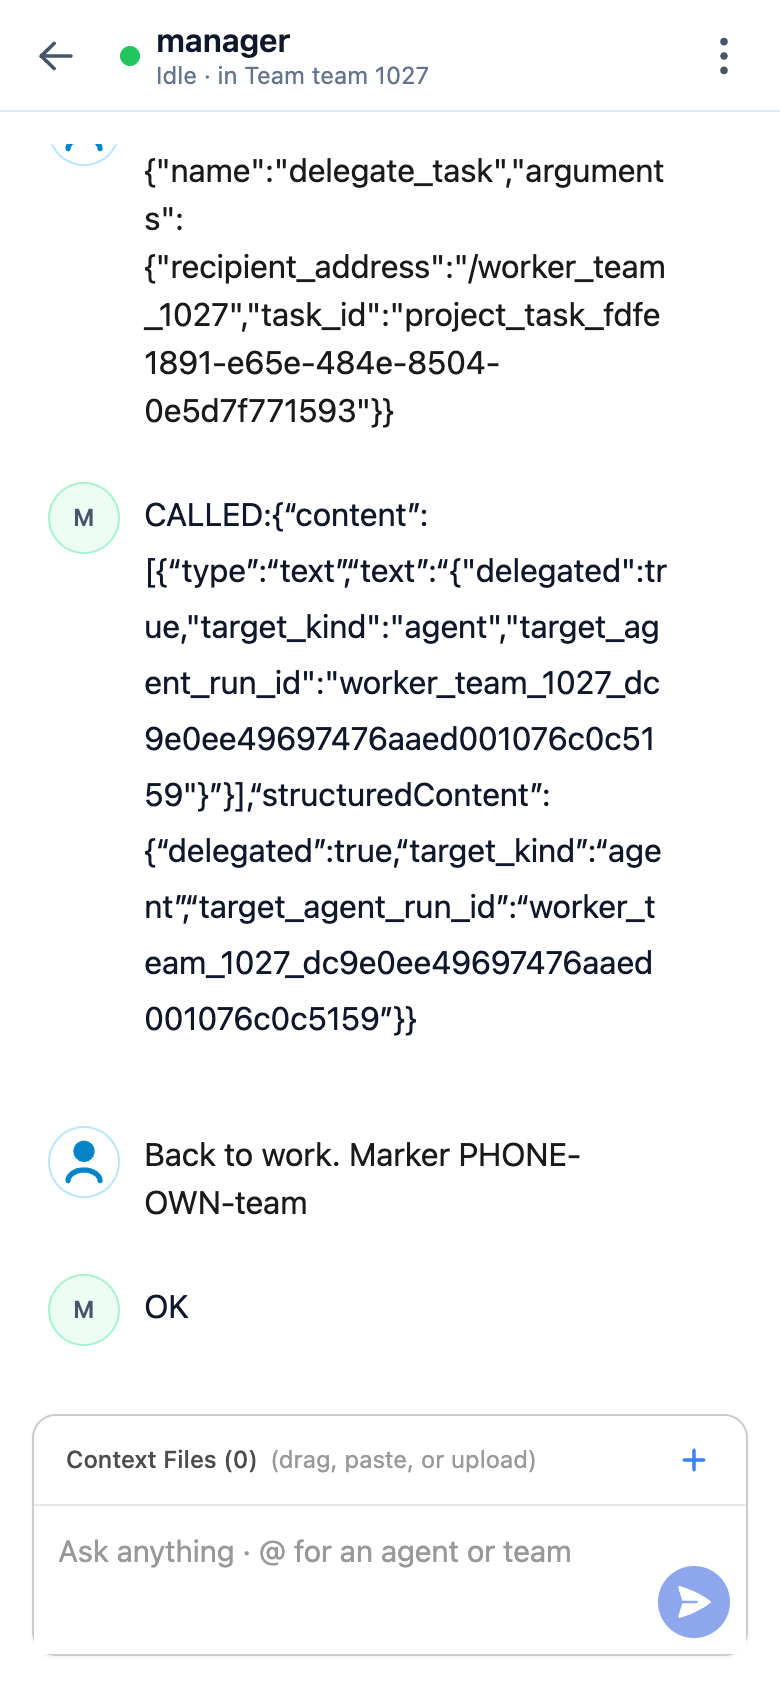 manager
Idle · in Team team 1027
{"name":"delegate_task","argument
s":
{"recipient_address":"/worker_team
_1027","task_id":"project_task_fdfe
1891-e65e-484e-8504-
0e5d7f771593"}}
M
CALLED:{“content”:
[{“type”:“text”,“text”:“{"delegated":tr
ue,"target_kind":"agent","target_ag
ent_run_id":"worker_team_1027_dc
9e0ee49697476aaed001076c0c51
59"}”}],“structuredContent”:
{“delegated”:true,“target_kind”:“age
nt”,“target_agent_run_id”:“worker_t
eam_1027_dc9e0ee49697476aaed
001076c0c5159”}}
Back to work. Marker PHONE-
OWN-team
M
OK
Context Files (0) (drag, paste, or upload)
Ask anything · @ for an agent or team